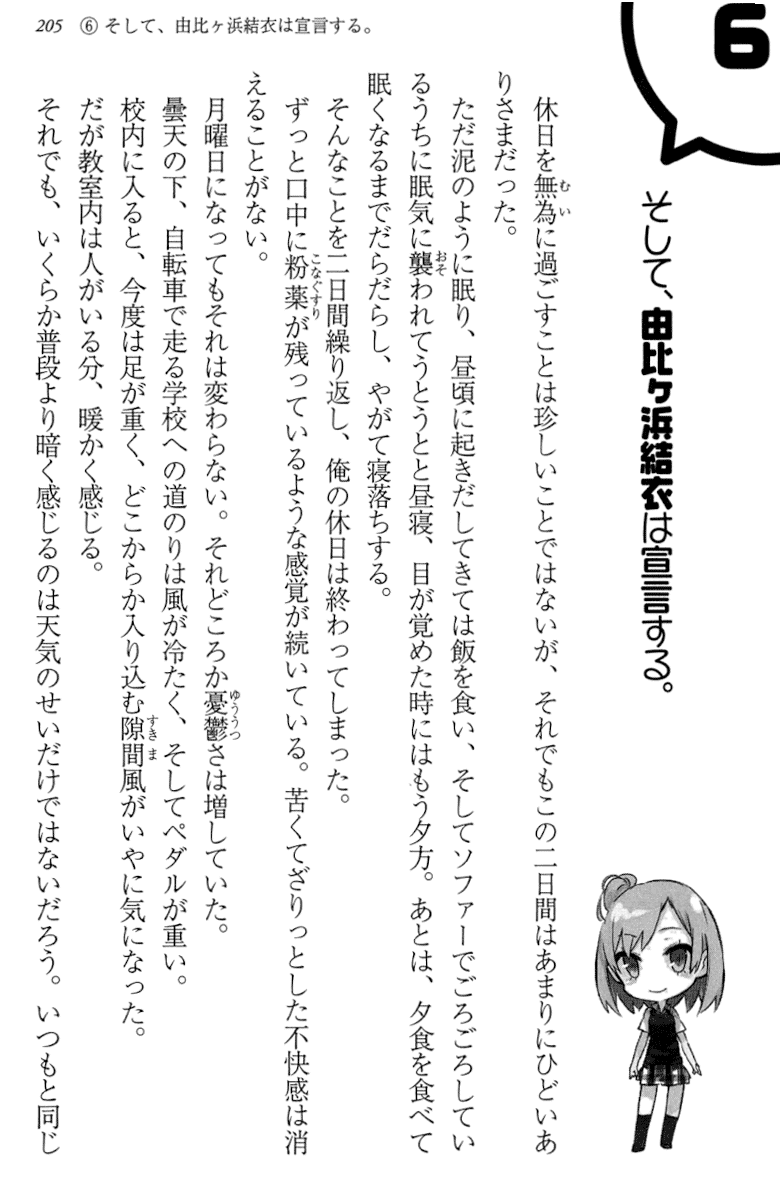 205 ⑥ そして、由比ヶ浜結衣は宣言する。
6
そして、由比ヶ浜結衣は宣言する。
休日を無為に過ごすことは珍しいことではないが、それでもこの二日間はあまりにひどいあ
りさまだった。
ただ泥のように眠り、昼頃に起きだしてきては飯を食い、そしてソファーでごろごろしてい
るうちに眠気に襲われてうとうとと昼寝、目が覚めた時にはもう夕方。あとは、夕食を食べて
眠くなるまでだらだらし、やがて寝落ちする。
そんなことを二日間繰り返し、俺の休日は終わってしまった。
ずっと口中に粉薬が残っているような感覚が続いている。苦くてざりっとした不快感は消
えることがない。
月曜日になってもそれは変わらない。それどころか憂鬱さは増していた。
曇天の下、自転車で走る学校への道のりは風が冷たく、そしてペダルが重い。
校内に入ると、今度は足が重く、どこからか入り込む隙間風がいやに気になった。
だが教室内は人がいる分、暖かく感じる。
それでも、いくらか普段より暗く感じるのは天気のせいだけではないだろう。いつもと同じ